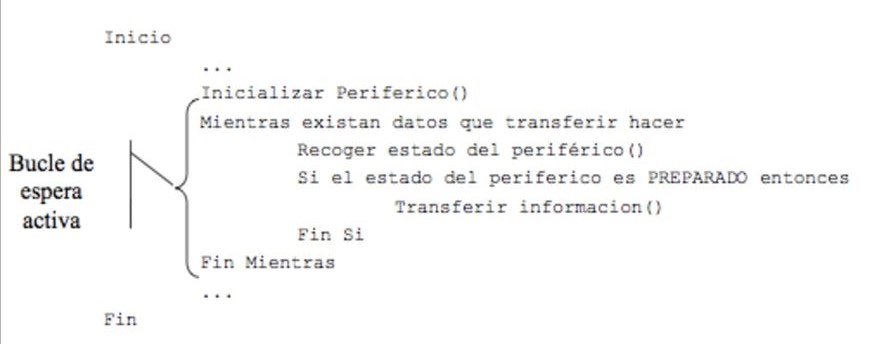 Inicio
...
Inicializar Periferico()
Mientras existan datos que transferir hacer
Recoger estado del periférico()
Si el estado del periferico es PREPARADO entonces
Transferir informacion()
Fin Si
Fin Mientras
...
Fin
Bucle de
espera
activa